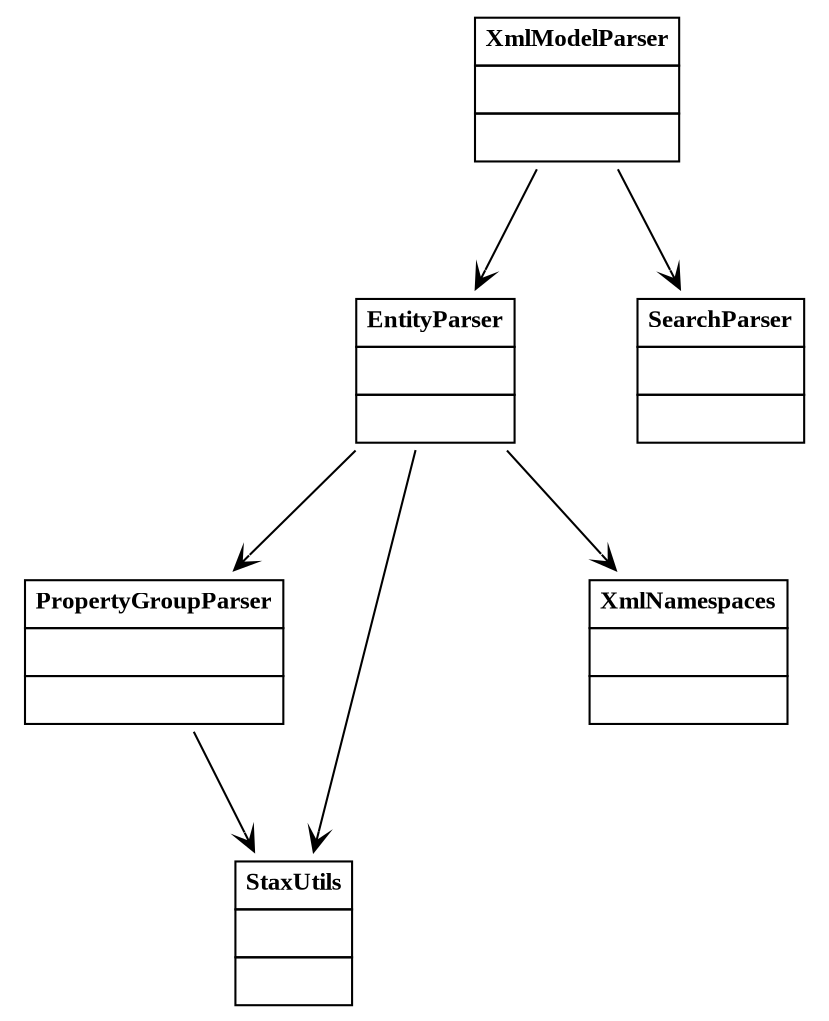 XmlModelParser
EntityParser
SearchParser
PropertyGroupParser
XmlNamespaces
StaxUtils